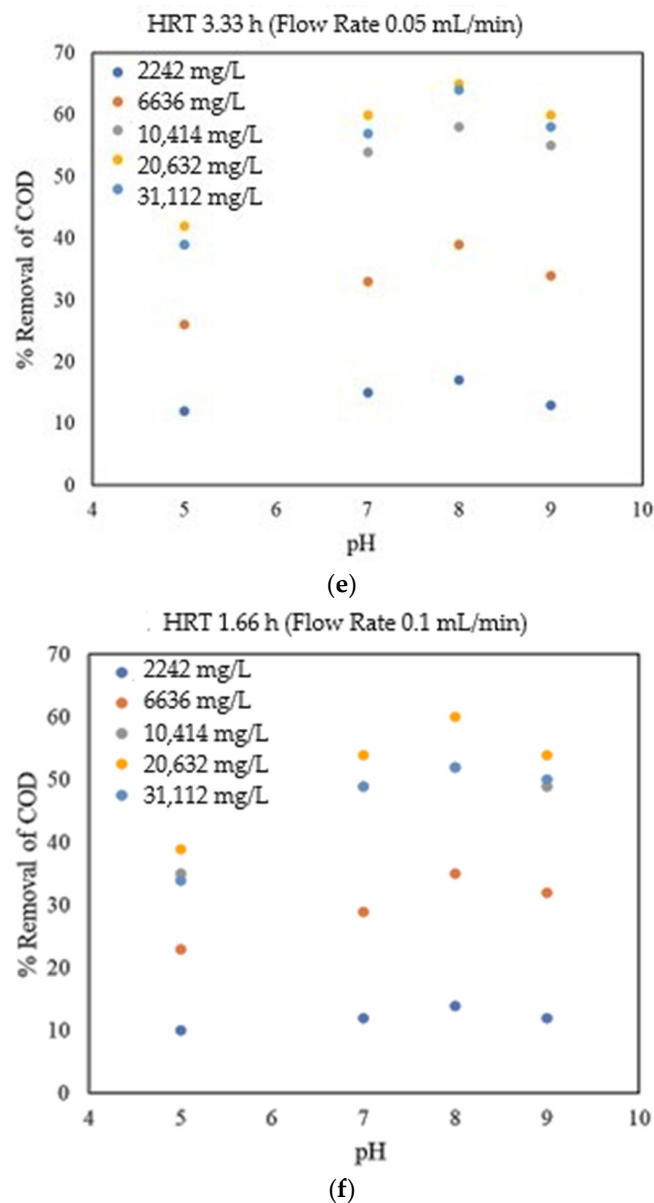 HRT 3.33 h (Flow Rate 0.05 mL/min)
70
60
50
40
30
20
10
0
% Removal of COD
2242 mg/L
6636 mg/L
10,414 mg/L
20,632 mg/L
31,112 mg/L
4 5 6 7 8 9 10
pH
(e)
HRT 1.66 h (Flow Rate 0.1 mL/min)
70
60
50
40
30
20
10
0
% Removal of COD
2242 mg/L
6636 mg/L
10,414 mg/L
20,632 mg/L
31,112 mg/L
4 5 6 7 8 9 10
pH
(f)